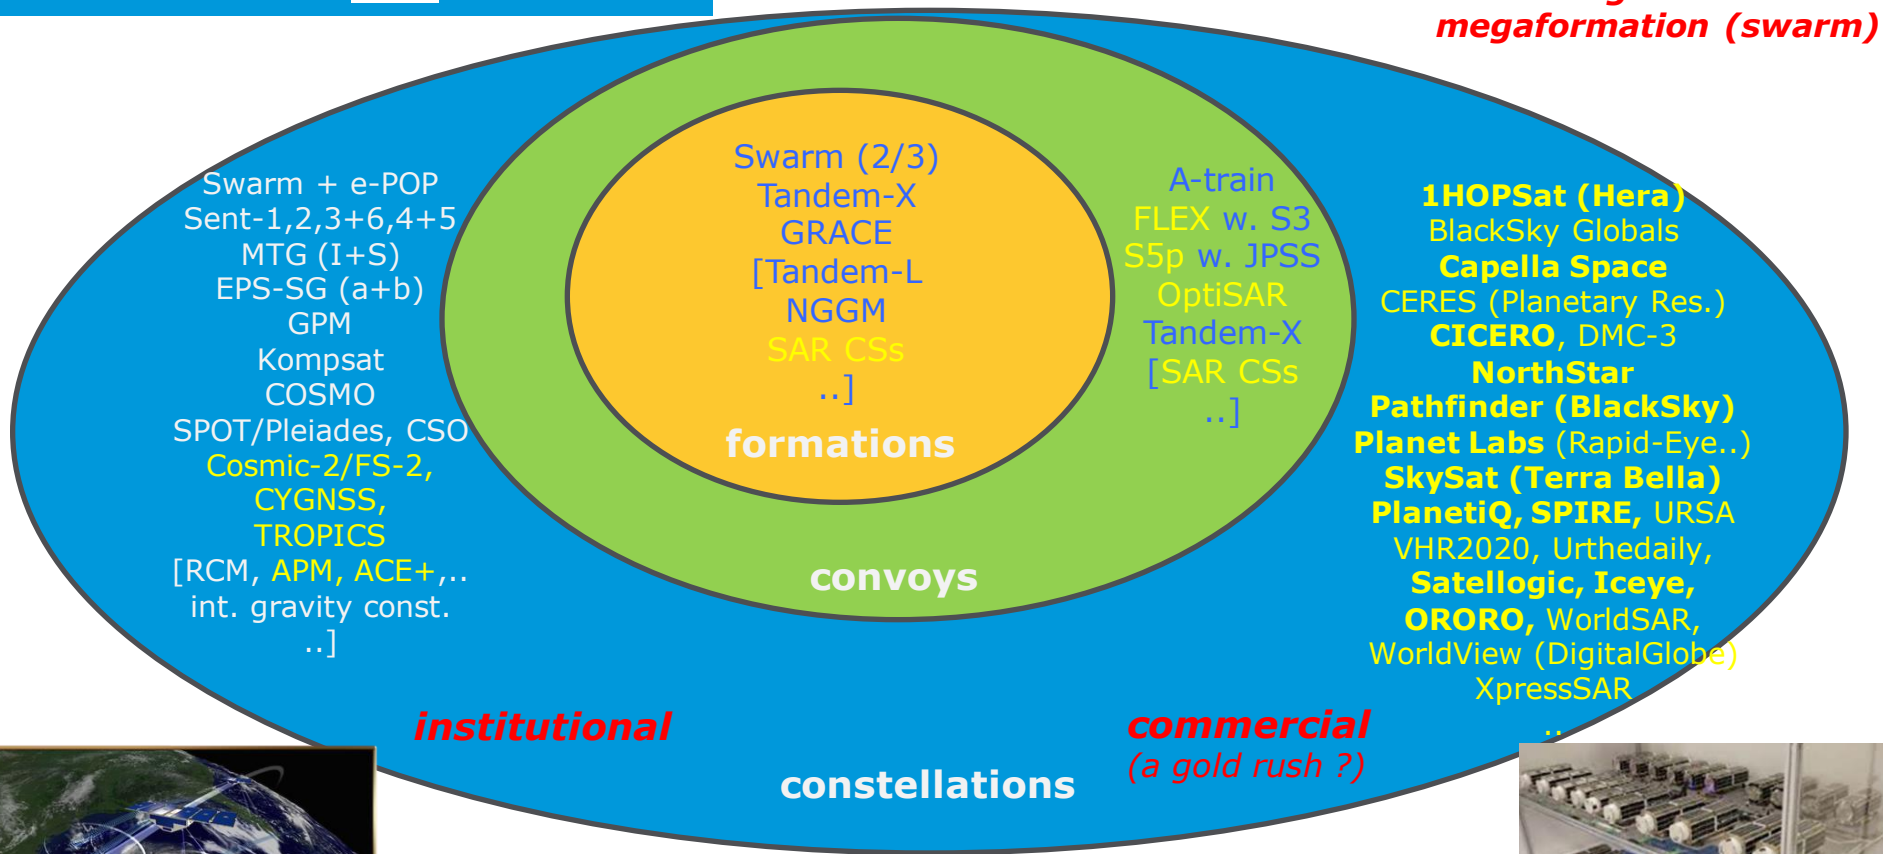 megaformation (swarm)
Swarm + e-POP
Sent-1,2,3+6,4+5
MTG (I+S)
EPS-SG (a+b)
GPM
Kompsat
COSMO
SPOT/Pleiades, CSO
Cosmic-2/FS-2,
CYGNSS,
TROPICS
[RCM, APM, ACE+,..
int. gravity const.
..]
Swarm (2/3)
Tandem-X
GRACE
[Tandem-L
NGGM
SAR CSs
..]
formations
A-train
FLEX w. S3
S5p w. JPSS
OptiSAR
Tandem-X
[SAR CSs
..]
convoys
1HOPSat (Hera)
BlackSky Globals
Capella Space
CERES (Planetary Res.)
CICERO, DMC-3
NorthStar
Pathfinder (BlackSky)
Planet Labs (Rapid-Eye..)
SkySat (Terra Bella)
PlanetiQ, SPIRE, URSA
VHR2020, Urthedaily,
Satellogic, Iceye,
ORORO, WorldSAR,
WorldView (DigitalGlobe)
XpressSAR
..
institutional
commercial
(a gold rush ?)
constellations